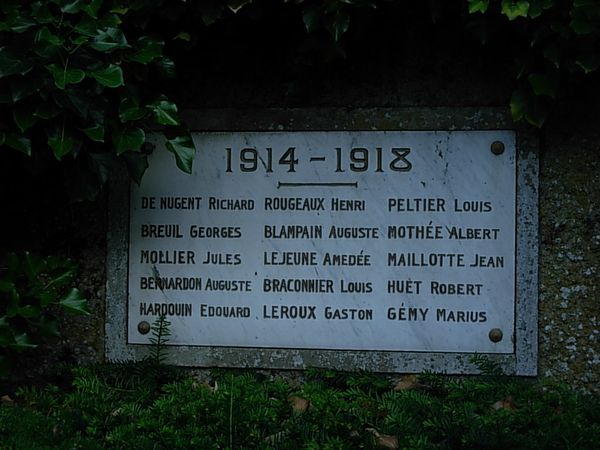 1914 - 1918
DE NUGENT RICHARD ROUGEAUX HENRI PELTIER LOUIS
BREUIL GEORGES BLAMPAIN AUGUSTE MOTHÉE ALBERT
MOLLIER JULES LEJEUNE AMEDÉE MAILLOTTE JEAN
BERNARDON AUGUSTE BRACONNIER LOUIS HUËT ROBERT
HARDOUIN EDOUARD LEROUX GASTON GÉMY MARIUS